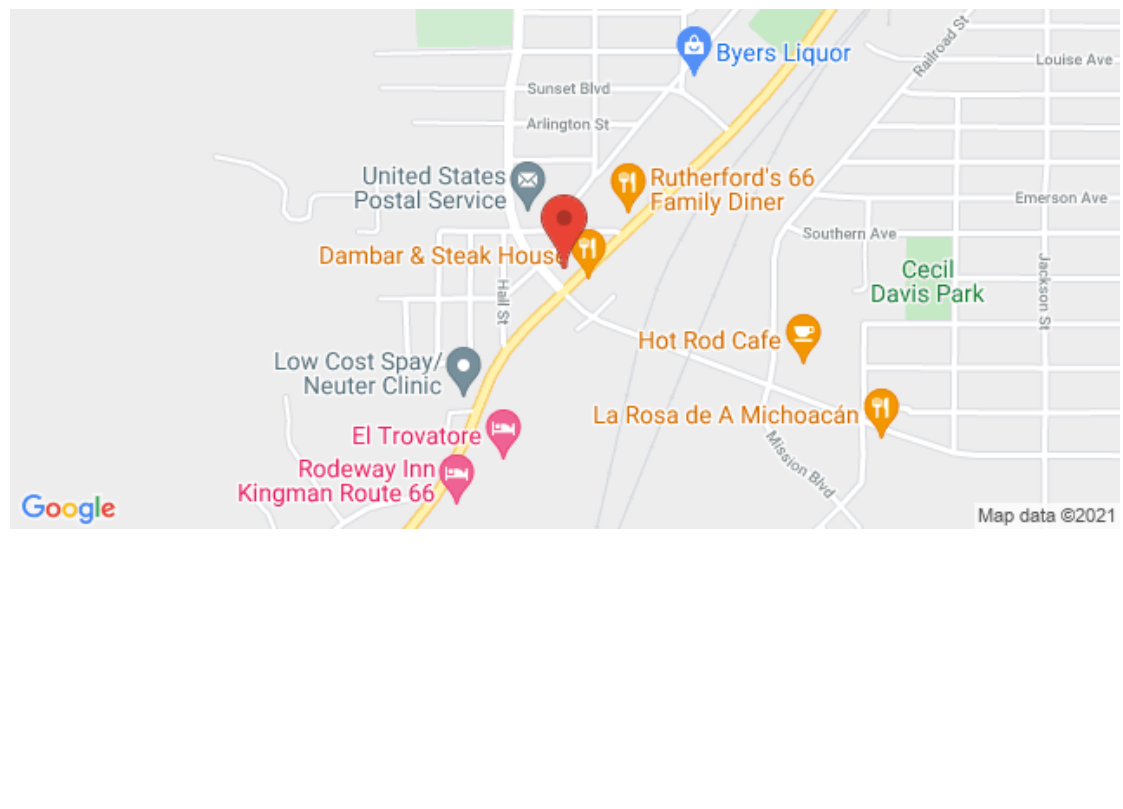 Railroad St
Byers Liquor
Louise Ave
Sunset Blvd
Arlington St
United States
Postal Service
Rutherford's 66
Family Diner
Emerson Ave
Southern Ave
Dambar & Steak House
Cecil
Davis Park
Jackson St
Hall St
Hot Rod Cafe
Low Cost Spay/
Neuter Clinic
La Rosa de A Michoacán
El Trovatore
Mission Blvd
Rodeway Inn
Kingman Route 66
Google
Map data ©2021